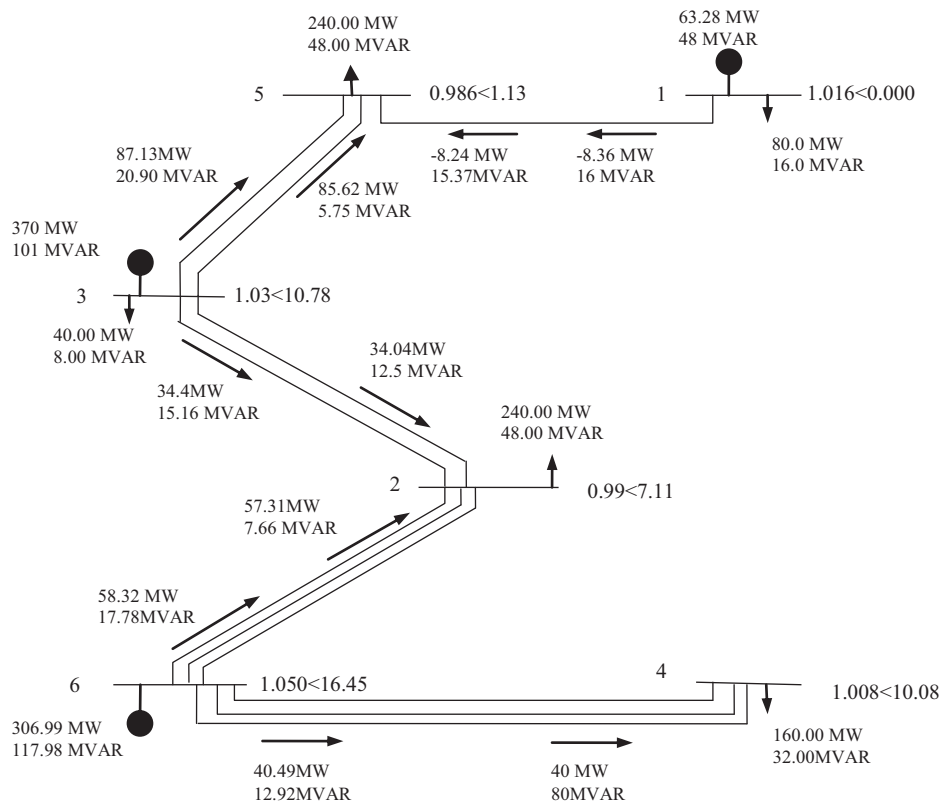 240.00 MW
48.00 MVAR
63.28 MW
48 MVAR
5
0.986<1.13
1
1.016<0.000
87.13MW
20.90 MVAR
-8.24 MW
15.37MVAR
-8.36 MW
16 MVAR
80.0 MW
16.0 MVAR
85.62 MW
5.75 MVAR
370 MW
101 MVAR
3
1.03<10.78
40.00 MW
8.00 MVAR
34.04MW
12.5 MVAR
34.4MW
15.16 MVAR
240.00 MW
48.00 MVAR
2
0.99<7.11
57.31MW
7.66 MVAR
58.32 MW
17.78MVAR
6
1.050<16.45
4
1.008<10.08
306.99 MW
117.98 MVAR
160.00 MW
32.00MVAR
40.49MW
12.92MVAR
40 MW
80MVAR